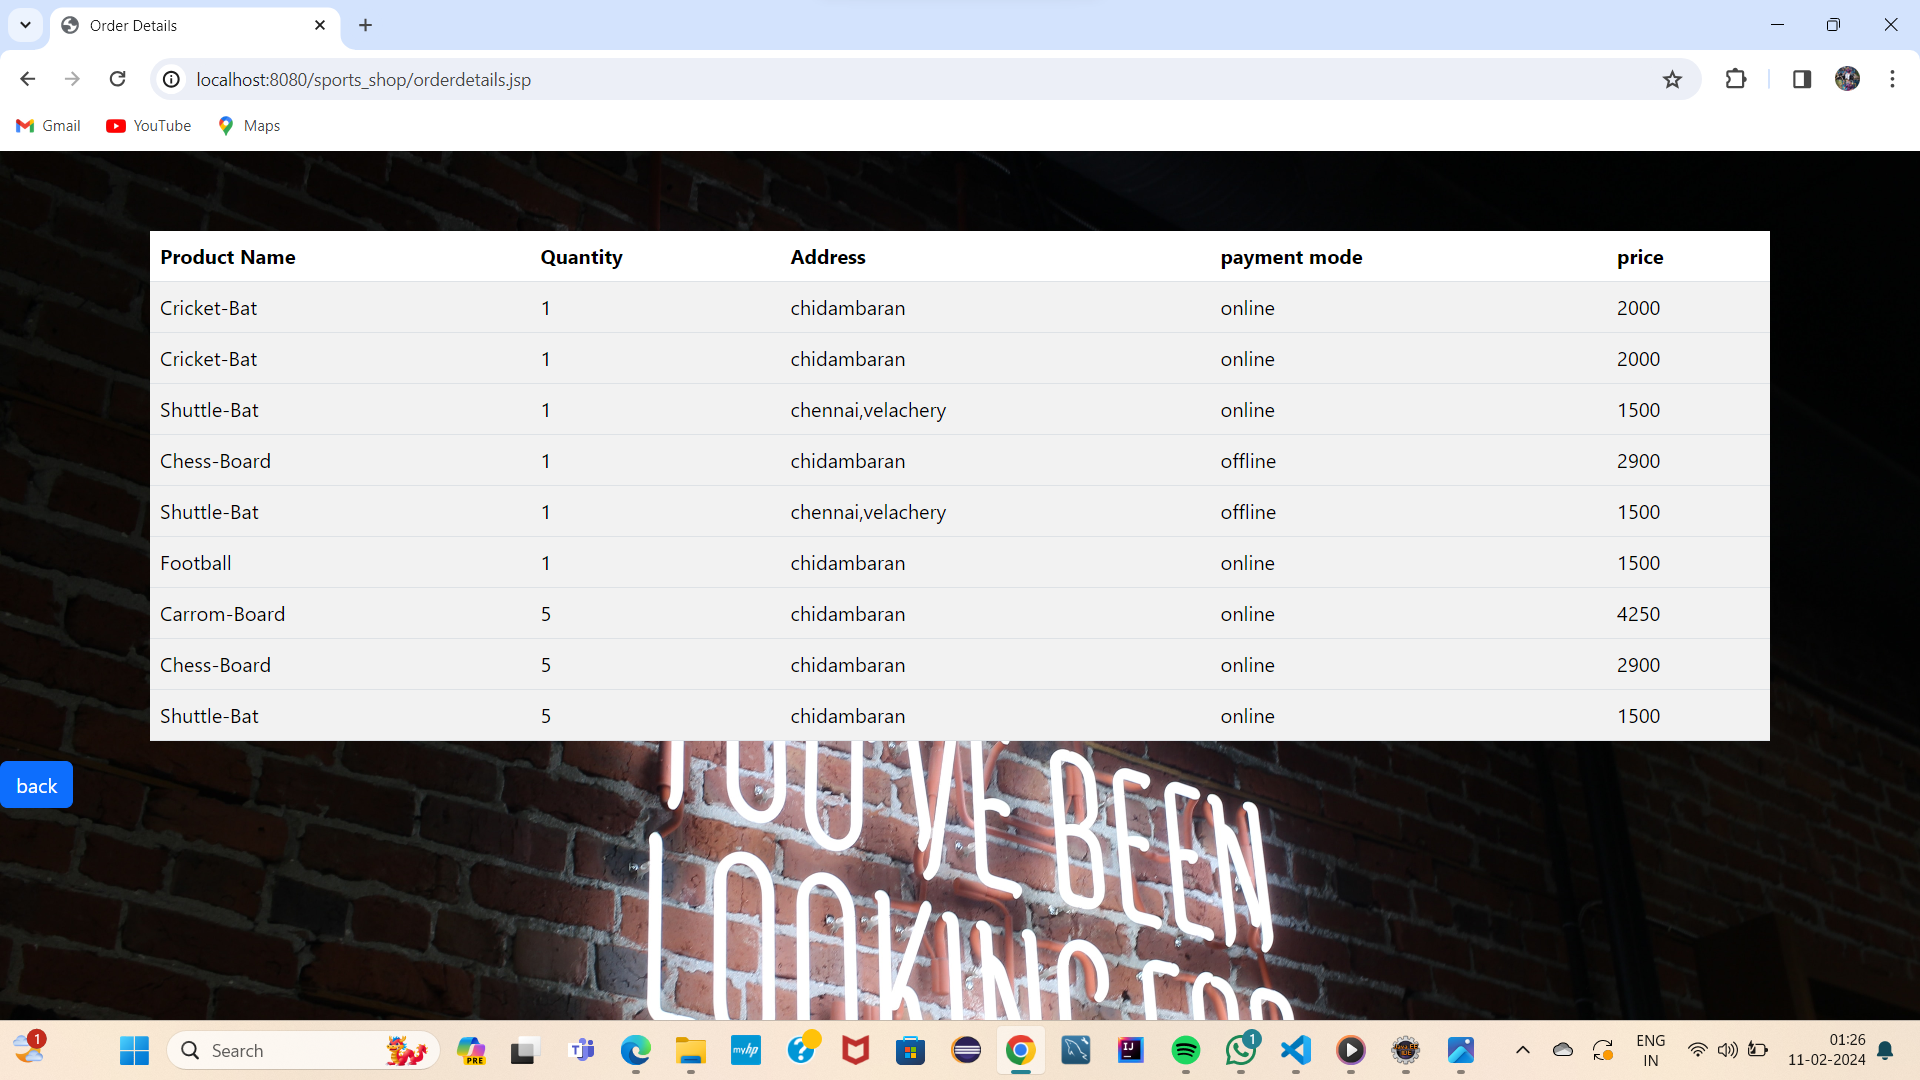 Order Details
localhost:8080/sports_shop/orderdetails.jsp
Gmail YouTube Maps
Product Name Quantity Address payment mode price
Cricket-Bat 1 chidambaran online 2000
Cricket-Bat 1 chidambaran online 2000
Shuttle-Bat 1 chennai,velachery online 1500
Chess-Board 1 chidambaran offline 2900
Shuttle-Bat 1 chennai,velachery offline 1500
Football 1 chidambaran online 1500
Carrom-Board 5 chidambaran online 4250
Chess-Board 5 chidambaran online 2900
Shuttle-Bat 5 chidambaran online 1500
back
YOU'VE BEEN
LOOKING FOR
1 Search PRE myhp 1 ENG 01:26
IN 11-02-2024